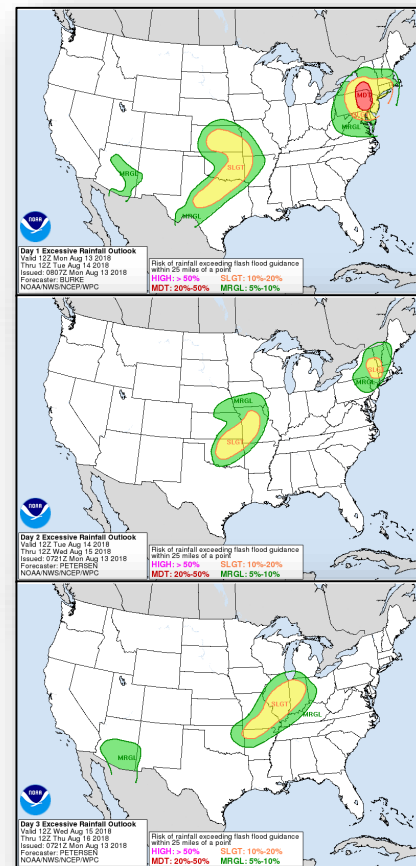 MDT
SLGT
MRGL
SLGT
MRGL
MRGL
NOAA
Day 1 Excessive Rainfall Outlook
Valid 12Z Mon Aug 13 2018
Thru 12Z Tue Aug 14 2018
Issued: 0807Z Mon Aug 13 2018
Forecaster: BURKE
NOAA/NWS/NCEP/WPC
Risk of rainfall exceeding flash flood guidance
within 25 miles of a point
HIGH: > 50% SLGT: 10%-20%
MDT: 20%-50% MRGL: 5%-10%
SLGT
MRGL
MRGL
SLGT
NOAA
Day 2 Excessive Rainfall Outlook
Valid 12Z Tue Aug 14 2018
Thru 12Z Wed Aug 15 2018
Issued: 0721Z Mon Aug 13 2018
Forecaster: PETERSEN
NOAA/NWS/NCEP/WPC
Risk of rainfall exceeding flash flood guidance
within 25 miles of a point
HIGH: > 50% SLGT: 10%-20%
MDT: 20%-50% MRGL: 5%-10%
SLGT
MRGL
MRGL
NOAA
Day 3 Excessive Rainfall Outlook
Valid 12Z Wed Aug 15 2018
Thru 12Z Thu Aug 16 2018
Issued: 0721Z Mon Aug 13 2018
Forecaster: PETERSEN
NOAA/NWS/NCEP/WPC
Risk of rainfall exceeding flash flood guidance
within 25 miles of a point
HIGH: > 50% SLGT: 10%-20%
MDT: 20%-50% MRGL: 5%-10%